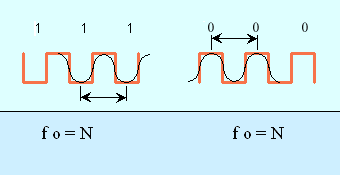 1 1 1 0 0 0
f o = N f o = N